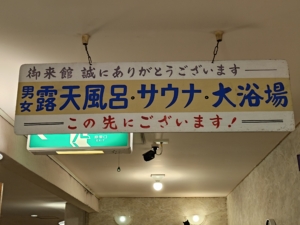 御来館 誠にありがとうございます
男女 露天風呂・サウナ・大浴場
この先にございます!